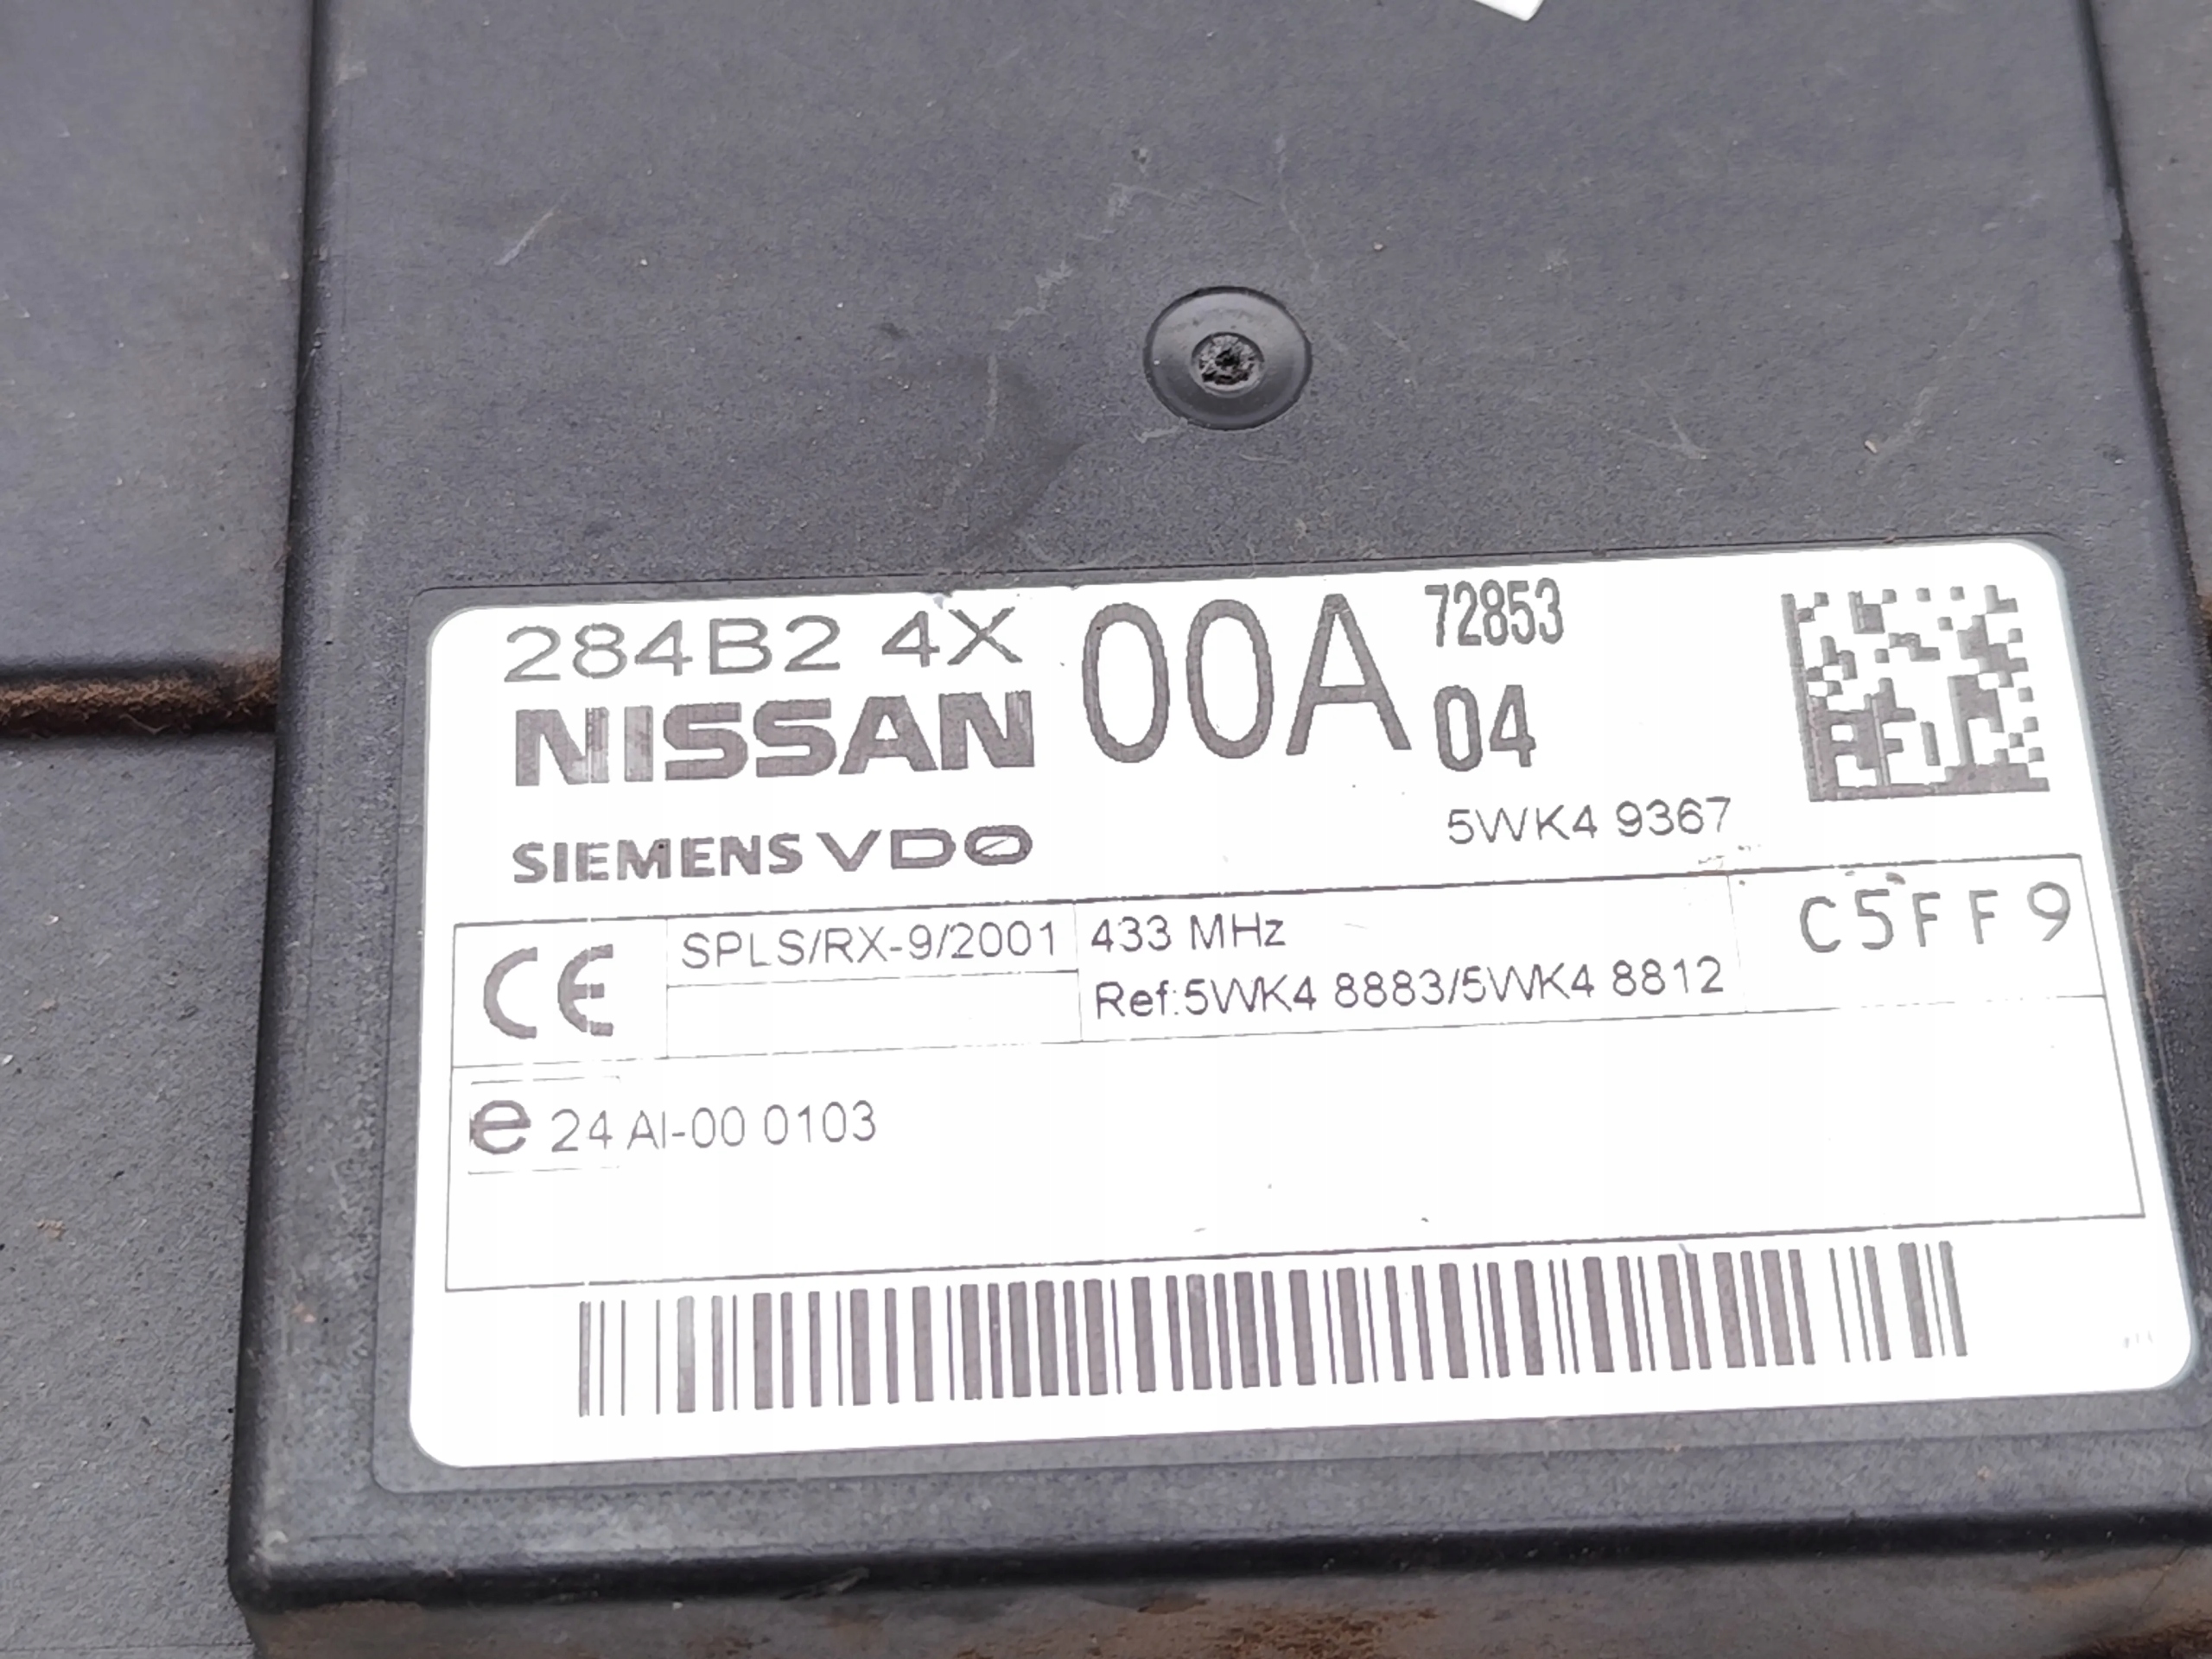 284B2 4X 00A 72853
NISSAN 04
SIEMENS VDO 5WK4 9367
CE SPLS/RX-9/2001 433 MHz C5FF9
Ref:5WK4 8883/5WK4 8812
e 24 AI-00 0103